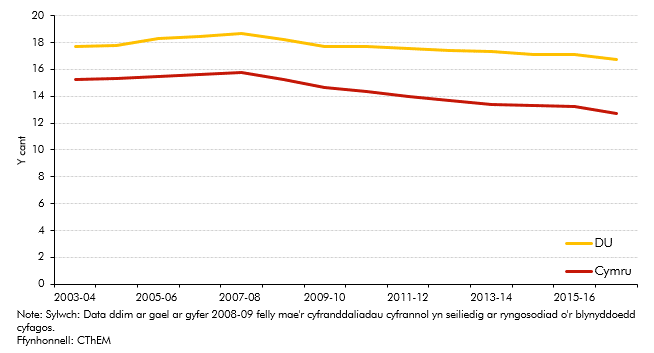 20
18
16
14
12
10
8
6
4
2
0
Y cant
DU
Cymru
2003-04 2005-06 2007-08 2009-10 2011-12 2013-14 2015-16
Note: Sylwch: Data ddim ar gael ar gyfer 2008-09 felly mae'r cyfranddaliadau cyfrannol yn seiliedig ar ryngosodiad o'r blynyddoedd
cyfagos.
Ffynhonnell: CThEM